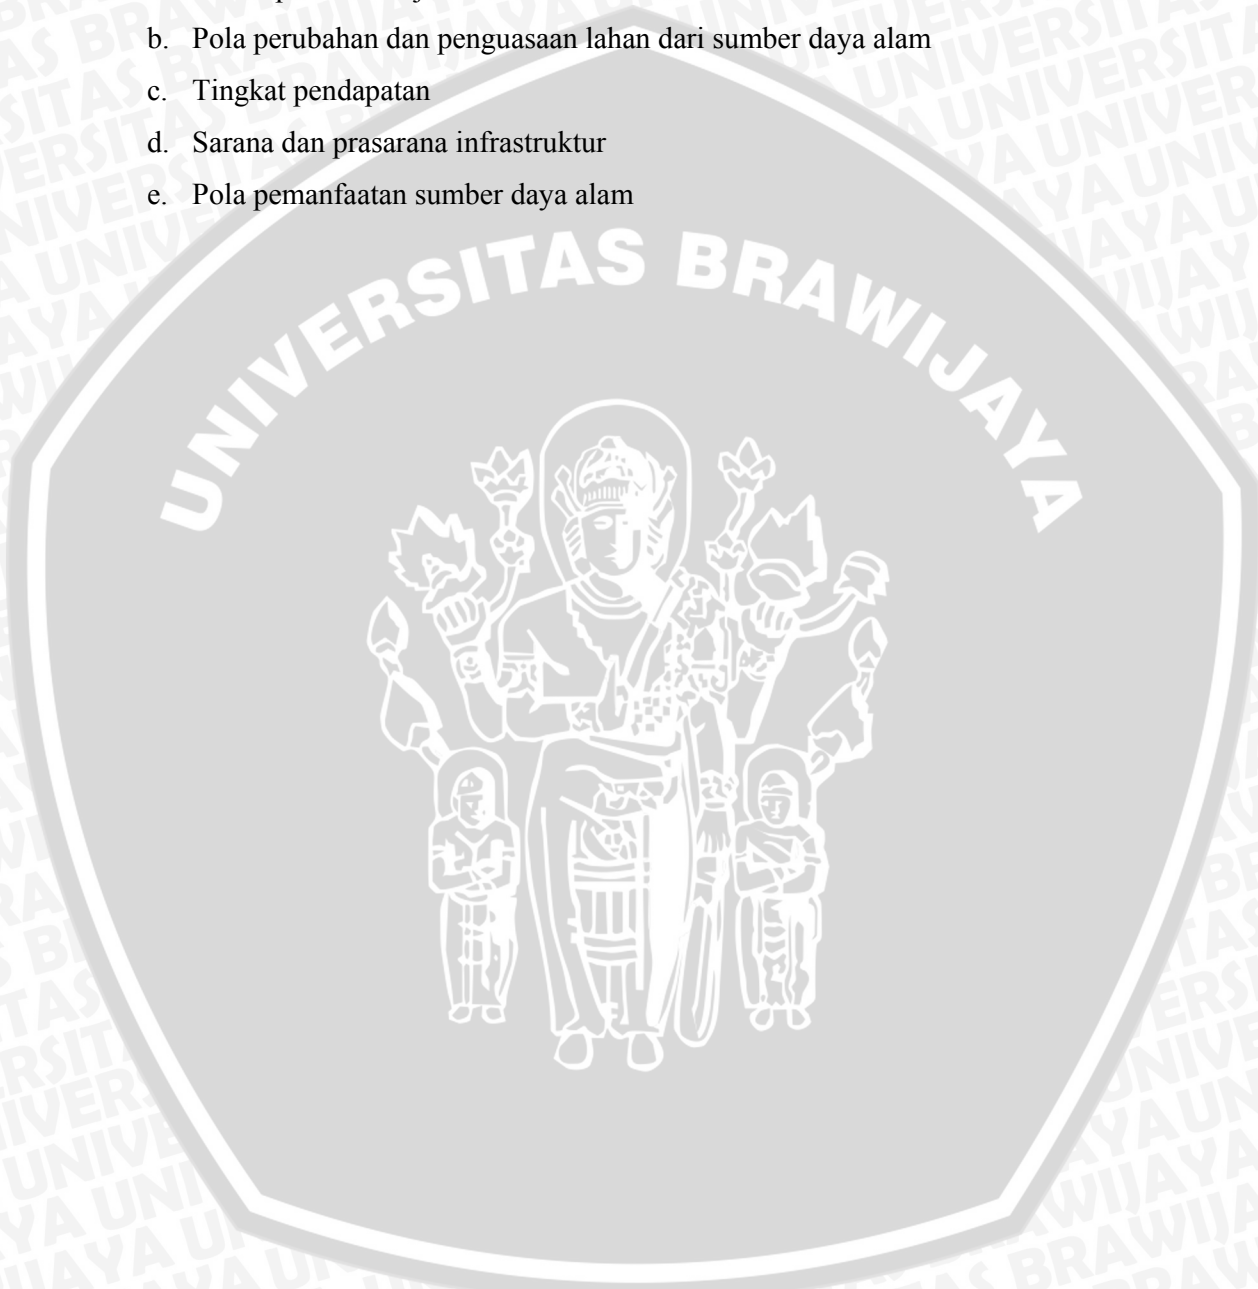 b. Pola perubahan dan penguasaan lahan dari sumber daya alam
c. Tingkat pendapatan
d. Sarana dan prasarana infrastruktur
e. Pola pemanfaatan sumber daya alam
UNIVERSITAS BRAWIJAYA